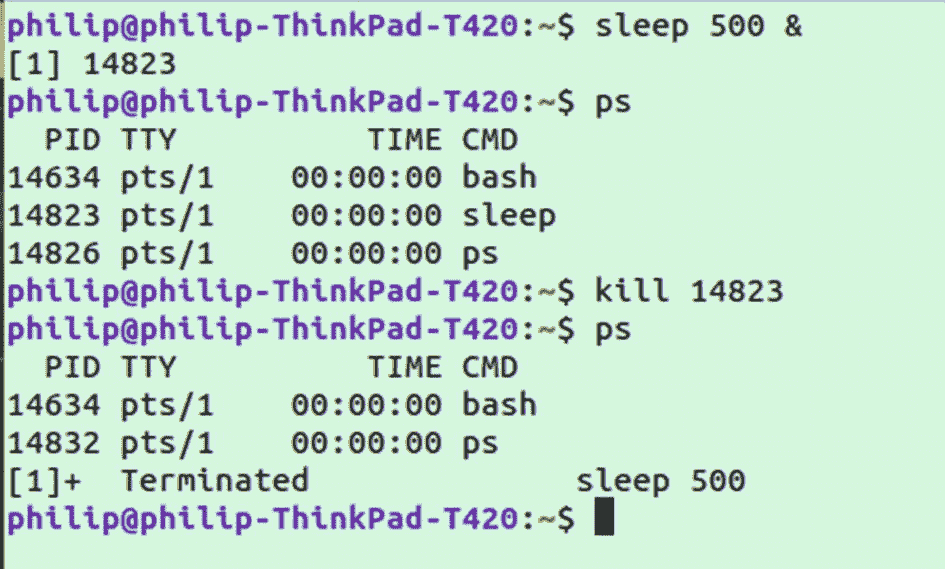 philip@philip-ThinkPad-T420:~$ sleep 500 &
[1] 14823
philip@philip-ThinkPad-T420:~$ ps
  PID TTY          TIME CMD
14634 pts/1    00:00:00 bash
14823 pts/1    00:00:00 sleep
14826 pts/1    00:00:00 ps
philip@philip-ThinkPad-T420:~$ kill 14823
philip@philip-ThinkPad-T420:~$ ps
  PID TTY          TIME CMD
14634 pts/1    00:00:00 bash
14832 pts/1    00:00:00 ps
[1]+  Terminated              sleep 500
philip@philip-ThinkPad-T420:~$